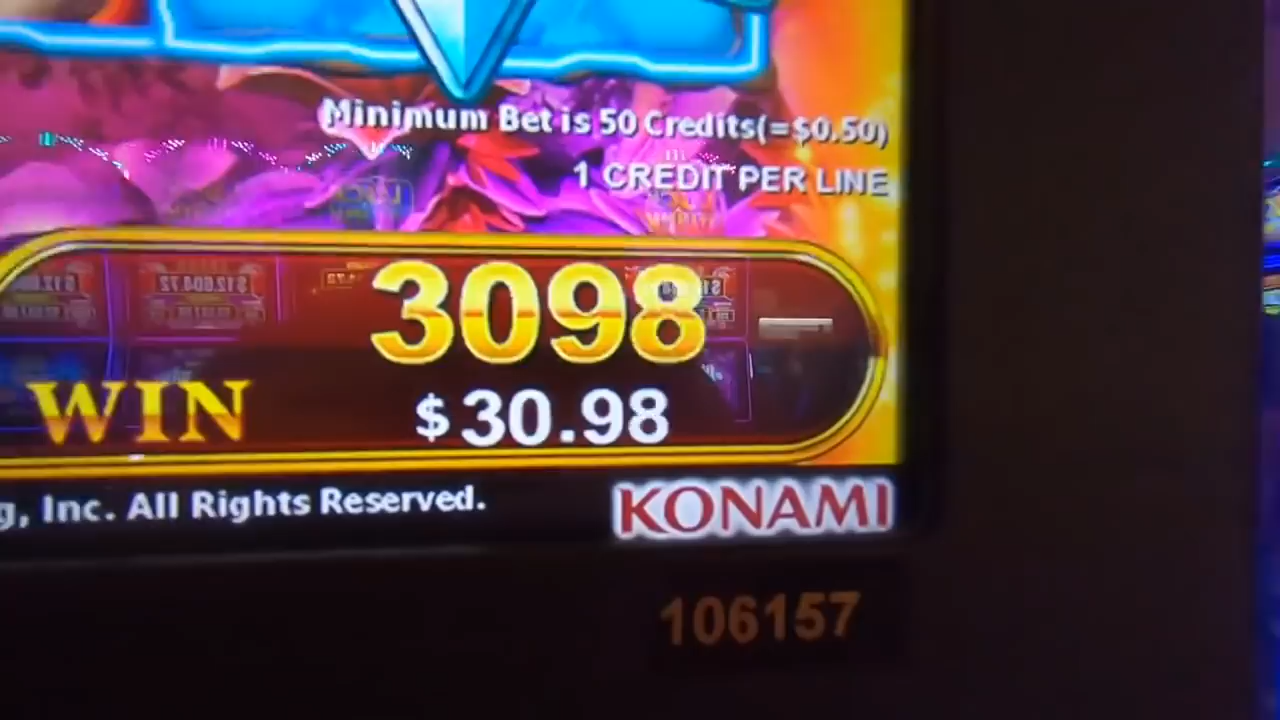 Minimum Bet is 50 Credits(=$0.50)
1 CREDIT PER LINE
3098
WIN
$30.98
g, Inc. All Rights Reserved.
KONAMI
106157